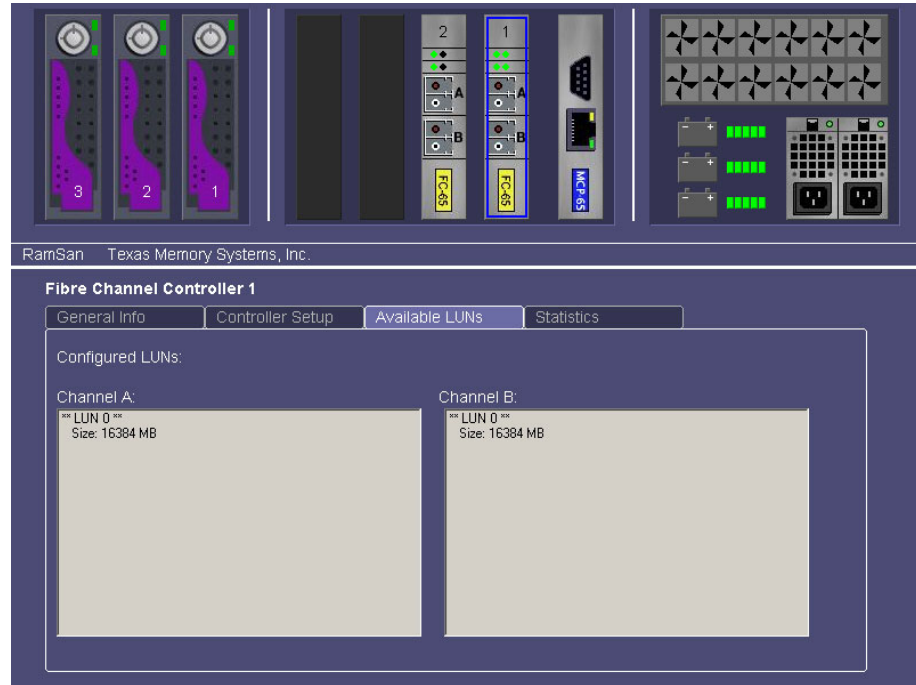 3
2
1
2
1
A
A
B
B
FC-65
FC-65
MCP-65
- +
- +
- +
RamSan Texas Memory Systems, Inc.
Fibre Channel Controller 1
General Info Controller Setup Available LUNs Statistics
Configured LUNs:
Channel A: Channel B:
** LUN 0 ** ** LUN 0 **
Size: 16384 MB Size: 16384 MB